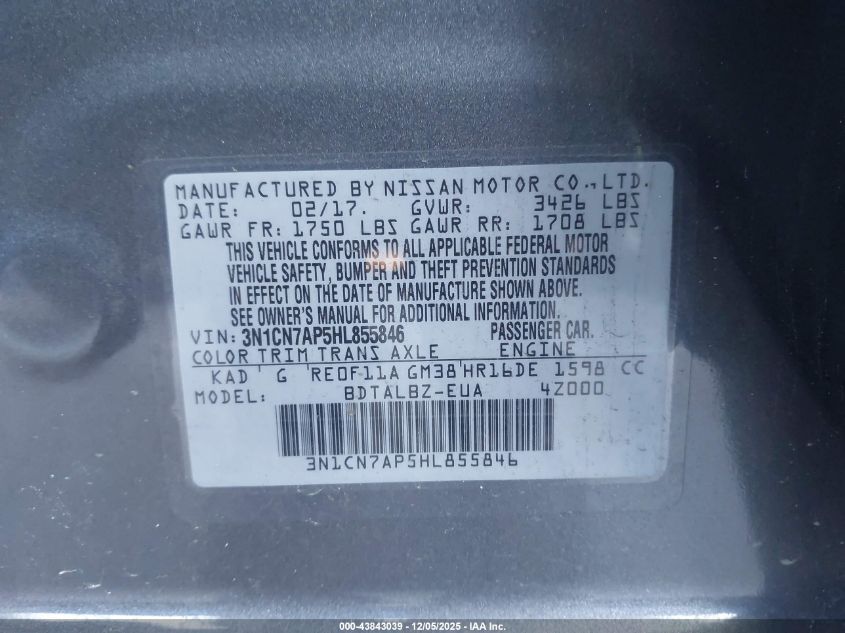 MANUFACTURED BY NISSAN MOTOR CO.,LTD.
DATE: 02/17. GVWR: 3426 LBS
GAWR FR: 1750 LBS GAWR RR: 1708 LBS
THIS VEHICLE CONFORMS TO ALL APPLICABLE FEDERAL MOTOR
VEHICLE SAFETY, BUMPER AND THEFT PREVENTION STANDARDS
IN EFFECT ON THE DATE OF MANUFACTURE SHOWN ABOVE.
SEE OWNER'S MANUAL FOR ADDITIONAL INFORMATION.
VIN: 3N1CN7AP5HL855846 PASSENGER CAR.
COLOR TRIM TRANS AXLE ENGINE
KAD G RE0F11A GM38 HR16DE 1598 CC
MODEL: BDTALBZ-EUA 4Z000
3N1CN7AP5HL855846
000-43843039 - 12/05/2025 - IAA Inc.